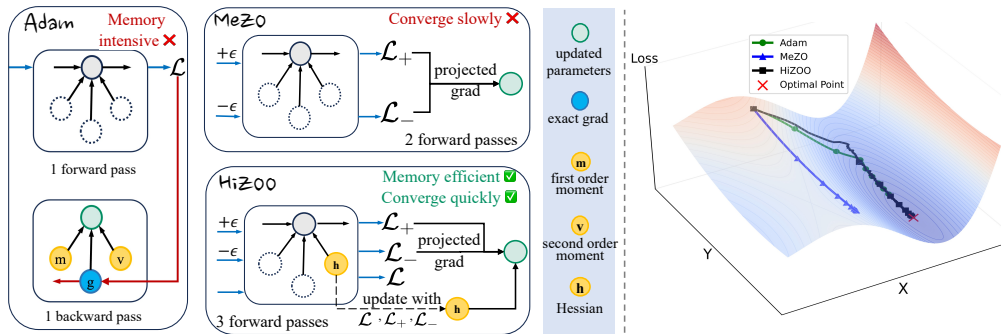 Adam
Memory
intensive ❌
ℒ
1 forward pass
m
v
g
1 backward pass
MeZO
Converge slowly ❌
+ϵ
−ϵ
ℒ+
ℒ−
projected
grad
2 forward passes
HiZOO
Memory efficient ✅
Converge quickly ✅
+ϵ
−ϵ
ℒ+
ℒ−
ℒ
projected
grad
h
h
update with
ℒ ,ℒ+ ,ℒ−
3 forward passes
updated
parameters
exact grad
m
first order
moment
v
second order
moment
h
Hessian
Loss
Adam
MeZO
HiZOO
Optimal Point
Y
X